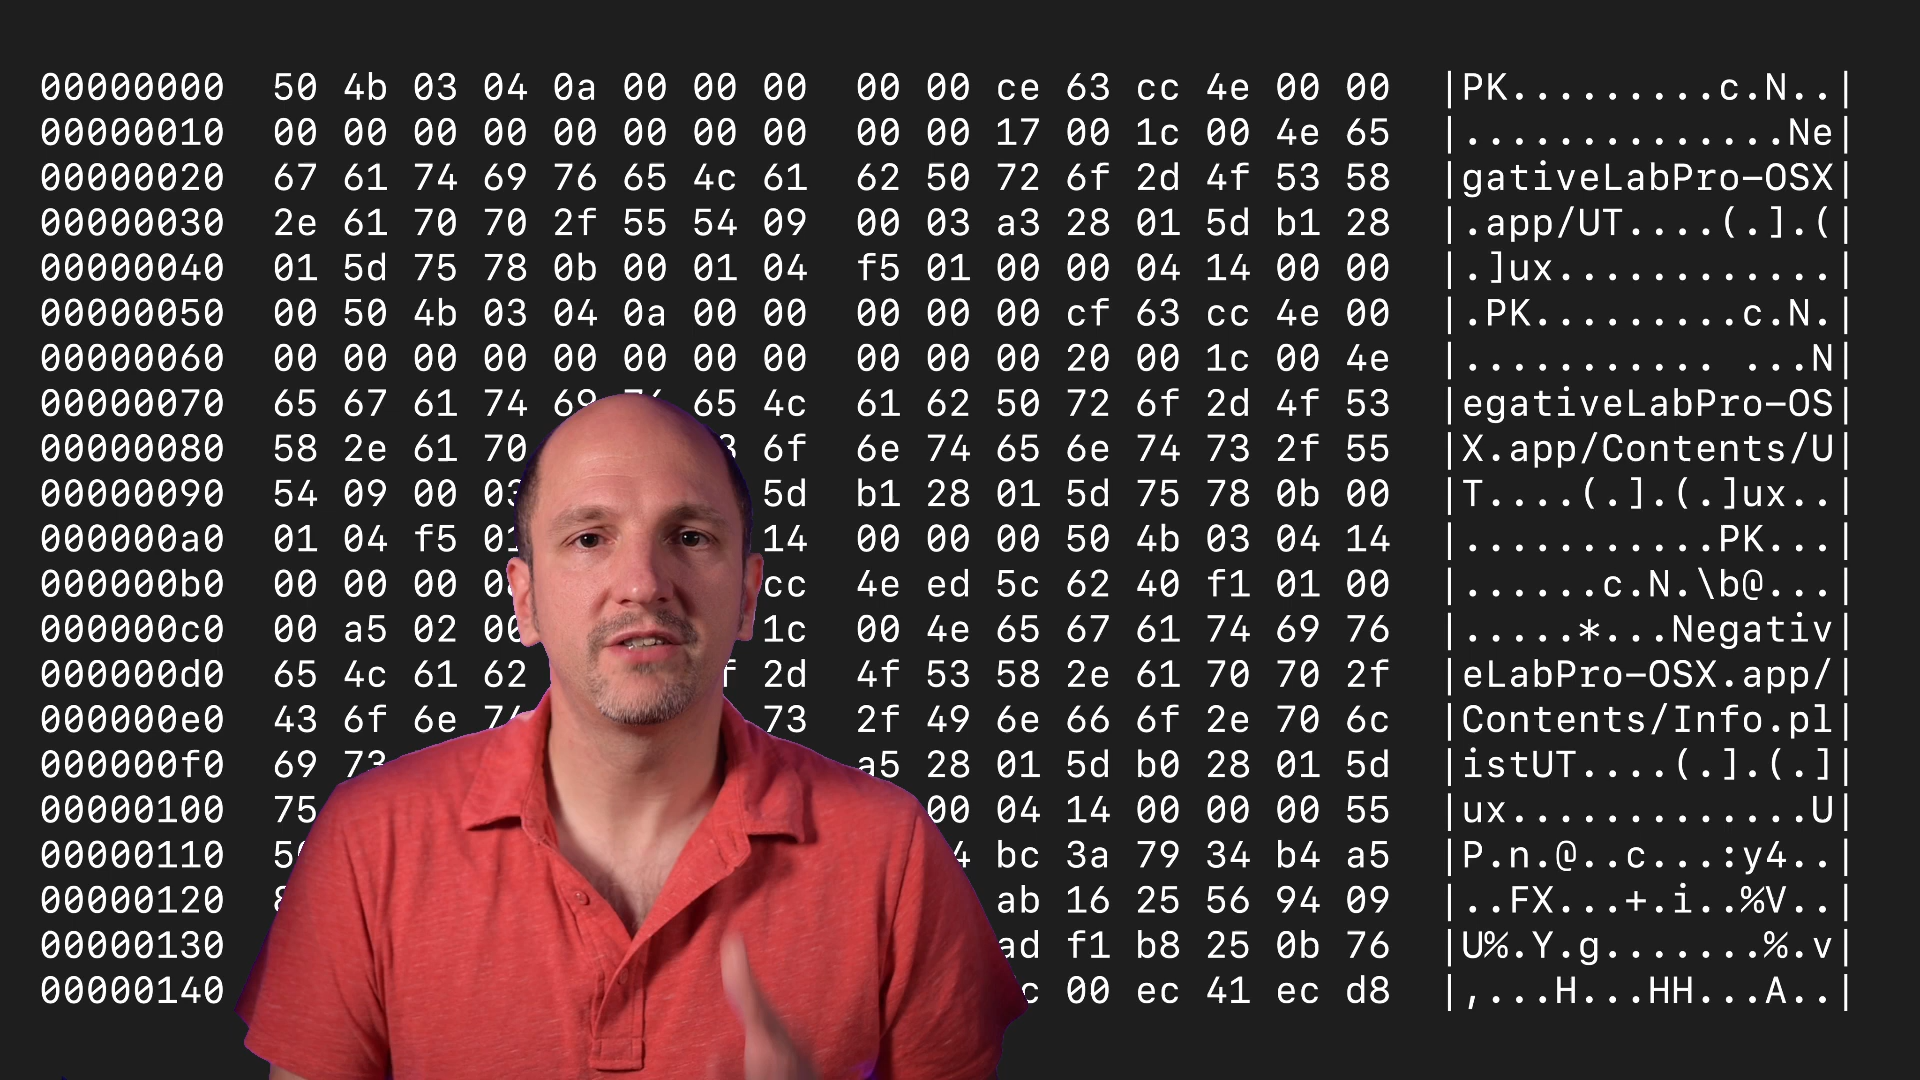 00000000 50 4b 03 04 0a 00 00 00 00 00 ce 63 cc 4e 00 00 |PK.........c.N..|
00000010 00 00 00 00 00 00 00 00 00 00 17 00 1c 00 4e 65 |..............Ne|
00000020 67 61 74 69 76 65 4c 61 62 50 72 6f 2d 4f 53 58 |gativeLabPro-OSX|
00000030 2e 61 70 70 2f 55 54 09 00 03 a3 28 01 5d b1 28 |.app/UT....(.].(|
00000040 01 5d 75 78 0b 00 01 04 f5 01 00 00 04 14 00 00 |.]ux............|
00000050 00 50 4b 03 04 0a 00 00 00 00 00 cf 63 cc 4e 00 |.PK.........c.N.|
00000060 00 00 00 00 00 00 00 00 00 00 00 20 00 1c 00 4e |........... ...N|
00000070 65 67 61 74 69 76 65 4c 61 62 50 72 6f 2d 4f 53 |egativeLabPro-OS|
00000080 58 2e 61 70 6f 6e 74 65 6e 74 73 2f 55 |X.app/Contents/U|
00000090 54 09 00 03 5d b1 28 01 5d 75 78 0b 00 |T....(.].(.]ux..|
000000a0 01 04 f5 01 14 00 00 00 50 4b 03 04 14 |...........PK...|
000000b0 00 00 00 cc 4e ed 5c 62 40 f1 01 00 |......c.N.\b@...|
000000c0 00 a5 02 00 1c 00 4e 65 67 61 74 69 76 |.....*...Negativ|
000000d0 65 4c 61 62 2d 4f 53 58 2e 61 70 70 2f |eLabPro-OSX.app/|
000000e0 43 6f 6e 73 2f 49 6e 66 6f 2e 70 6c |Contents/Info.pl|
000000f0 69 73 a5 28 01 5d b0 28 01 5d |istUT....(.].(.]|
00000100 75 00 04 14 00 00 00 55 |ux.............U|
00000110 bc 3a 79 34 b4 a5 |P.n.@..c...:y4..|
00000120 ab 16 25 56 94 09 |..FX...+.i..%V..|
00000130 ad f1 b8 25 0b 76 |U%.Y.g.......%.v|
00000140 00 ec 41 ec d8 |,...H...HH...A..|